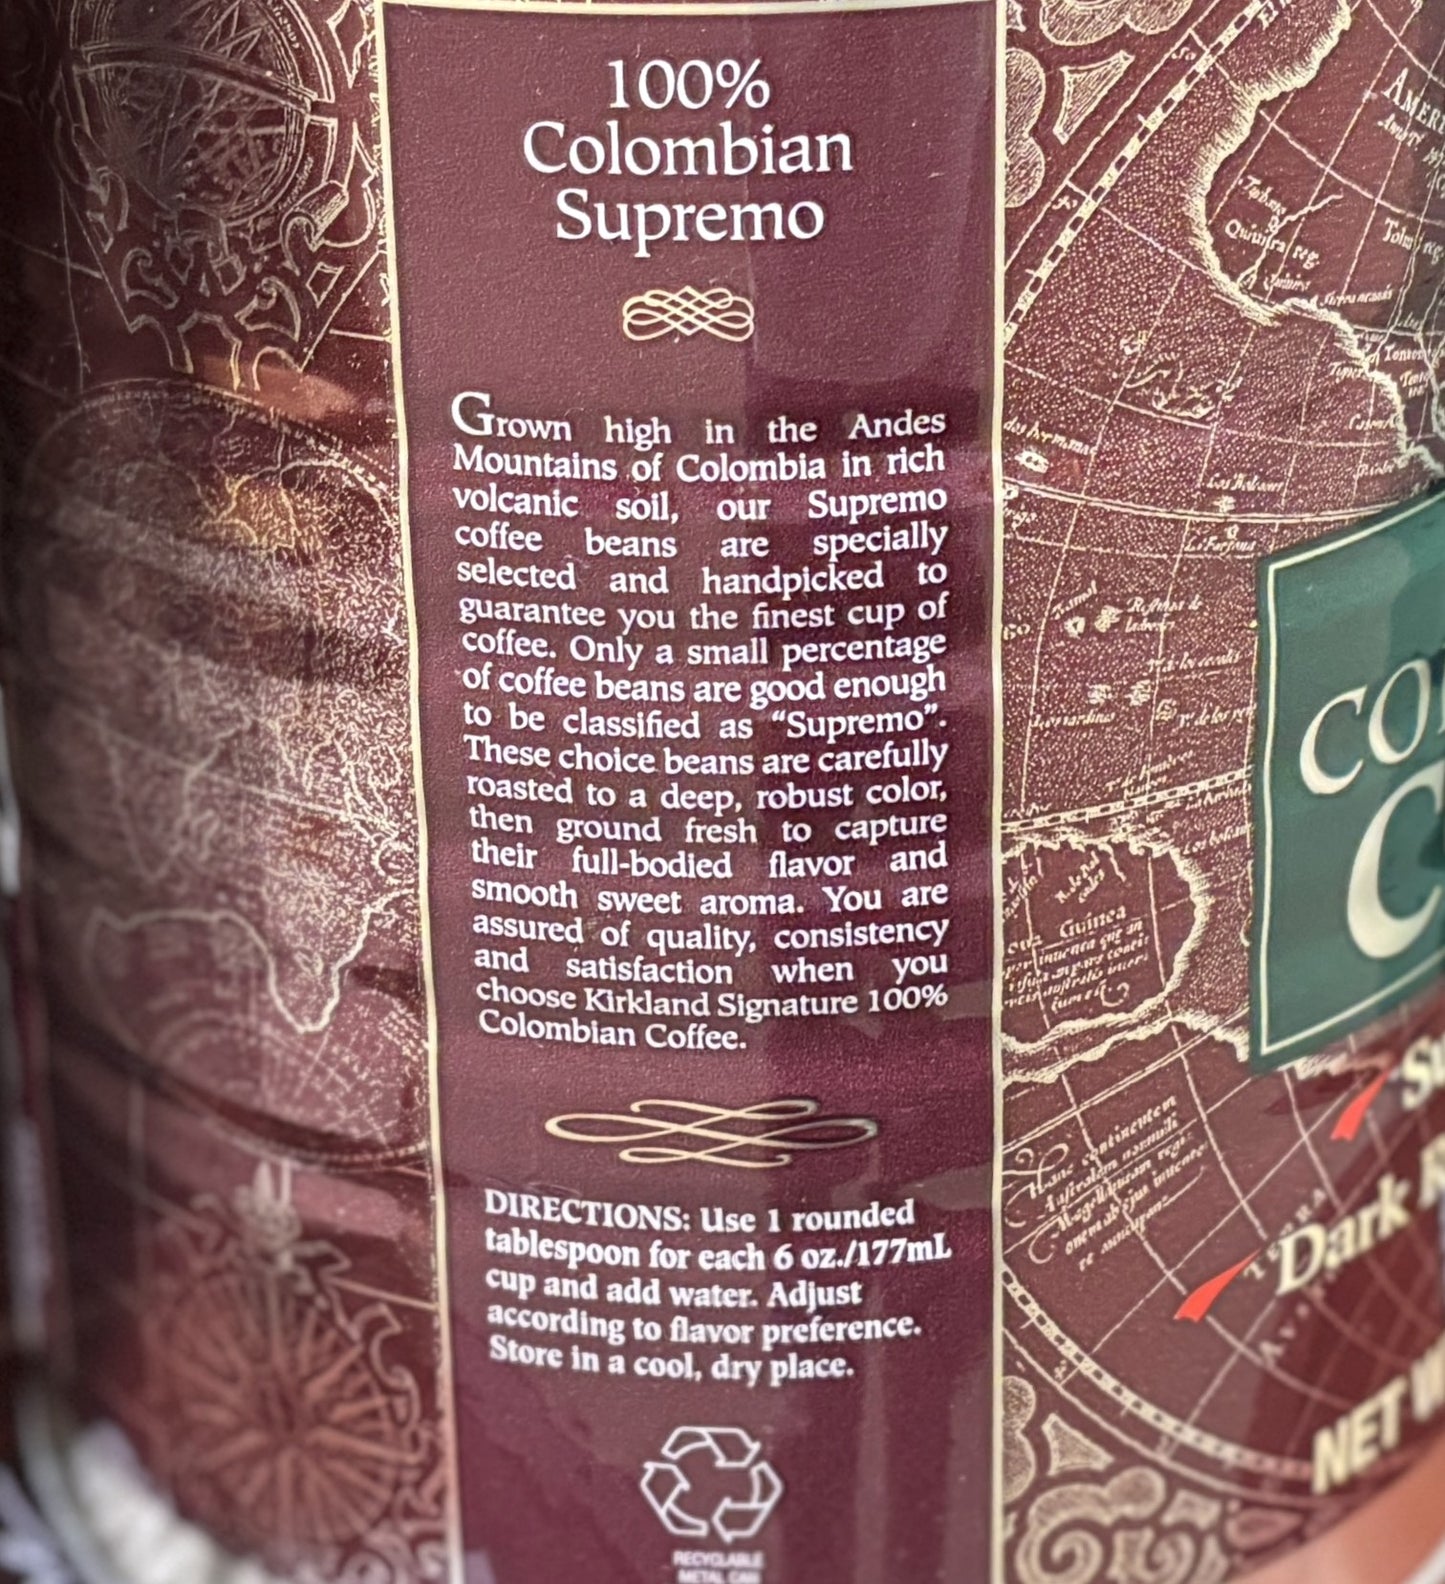 100%
Colombian
Supremo
Grown high in the Andes
Mountains of Colombia in rich
volcanic soil, our Supremo
coffee beans are specially
selected and handpicked to
guarantee you the finest cup of
coffee. Only a small percentage
of coffee beans are good enough
to be classified as “Supremo”.
These choice beans are carefully
roasted to a deep, robust color,
then ground fresh to capture
their full-bodied flavor and
smooth sweet aroma. You are
assured of quality, consistency
and satisfaction when you
choose Kirkland Signature 100%
Colombian Coffee.
DIRECTIONS: Use 1 rounded
tablespoon for each 6 oz./177mL
cup and add water. Adjust
according to flavor preference.
Store in a cool, dry place.
RECYCLABLE
METAL CAN
Guinea
Dark
NET